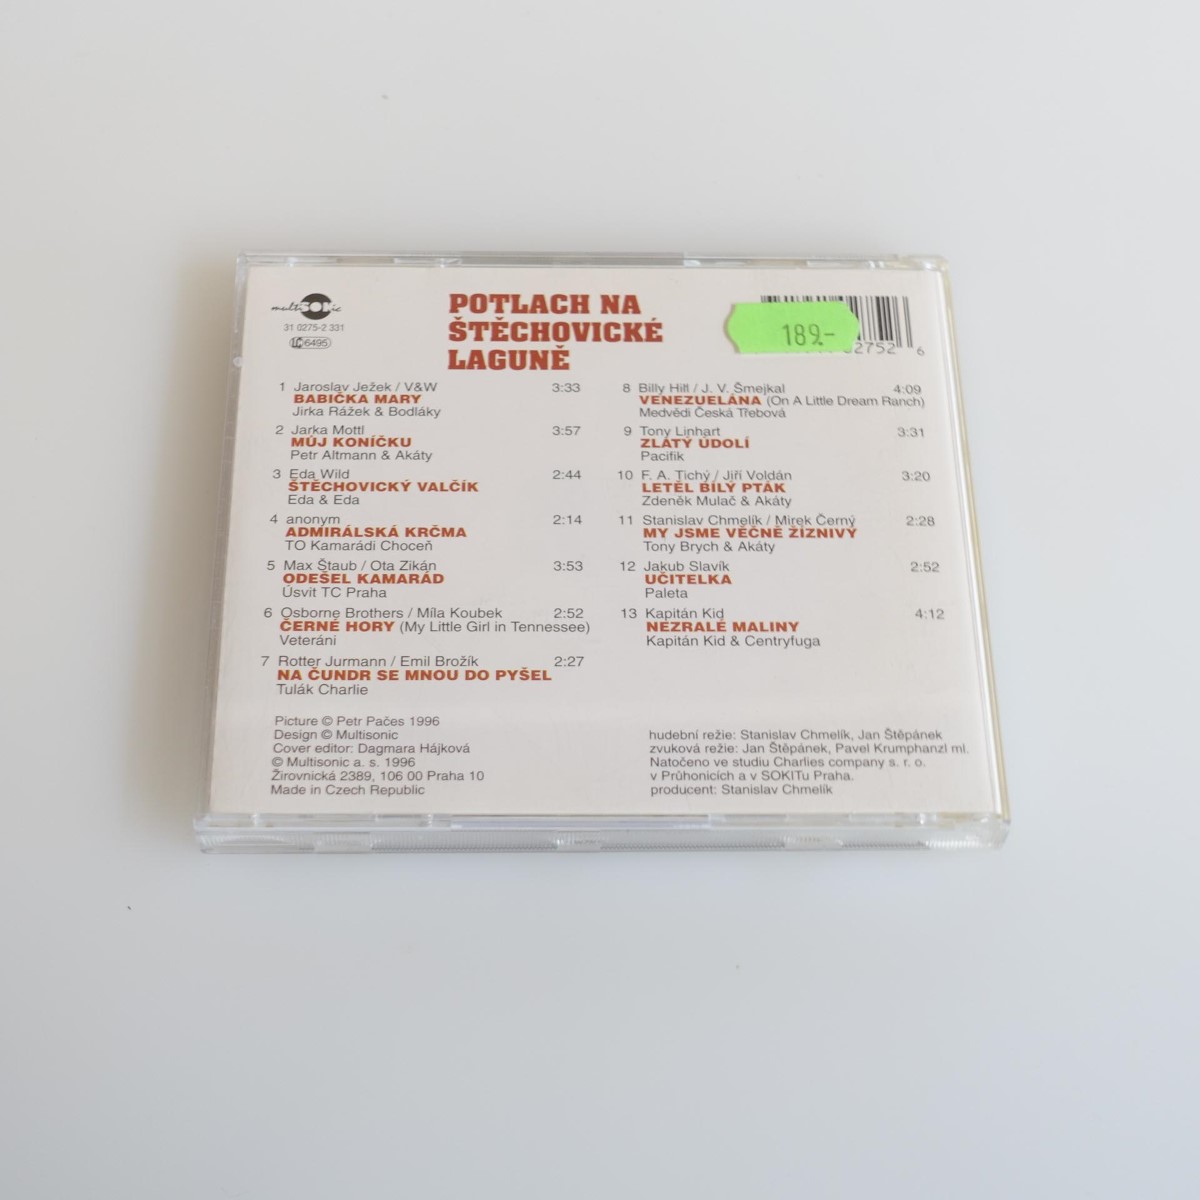 multiSONic
31 0275-2 331
LC 6495
POTLACH NA
ŠTĚCHOVICKÉ
LAGUNĚ
189.-
02752 6
1 Jaroslav Ježek / V&W 3:33
BABIČKA MARY
Jirka Rážek & Bodláky
2 Jarka Mottl 3:57
MŮJ KONÍČKU
Petr Altmann & Akáty
3 Eda Wild 2:44
ŠTĚCHOVICKÝ VALČÍK
Eda & Eda
4 anonym 2:14
ADMIRÁLSKÁ KRČMA
TO Kamarádi Choceň
5 Max Štaub / Ota Zikán 3:53
ODEŠEL KAMARÁD
Úsvit TC Praha
6 Osborne Brothers / Míla Koubek 2:52
ČERNÉ HORY (My Little Girl in Tennessee)
Veteráni
7 Rotter Jurmann / Emil Brožík 2:27
NA ČUNDR SE MNOU DO PYŠEL
Tulák Charlie
8 Billy Hill / J. V. Šmejkal 4:09
VENEZUELANA (On A Little Dream Ranch)
Medvědi Česká Třebová
9 Tony Linhart 3:31
ZLATÝ ÚDOLÍ
Pacifik
10 F. A. Tichý / Jiří Voldán 3:20
LETĚL BÍLÝ PTÁK
Zdeněk Mulač & Akáty
11 Stanislav Chmelík / Mirek Černý 2:28
MY JSME VĚČNĚ ŽÍZNIVÝ
Tony Brych & Akáty
12 Jakub Slavík 2:52
UČITELKA
Paleta
13 Kapitán Kid 4:12
NEZRALÉ MALINY
Kapitán Kid & Centryfuga
Picture © Petr Pačes 1996
Design © Multisonic
Cover editor: Dagmara Hájková
© Multisonic a. s. 1996
Žirovnická 2389, 106 00 Praha 10
Made in Czech Republic
hudební režie: Stanislav Chmelík, Jan Štěpánek
zvuková režie: Jan Štěpánek, Pavel Krumphanzl ml.
Natočeno ve studiu Charlies company s. r. o.
v Průhonicích a v SOKITu Praha.
producent: Stanislav Chmelík